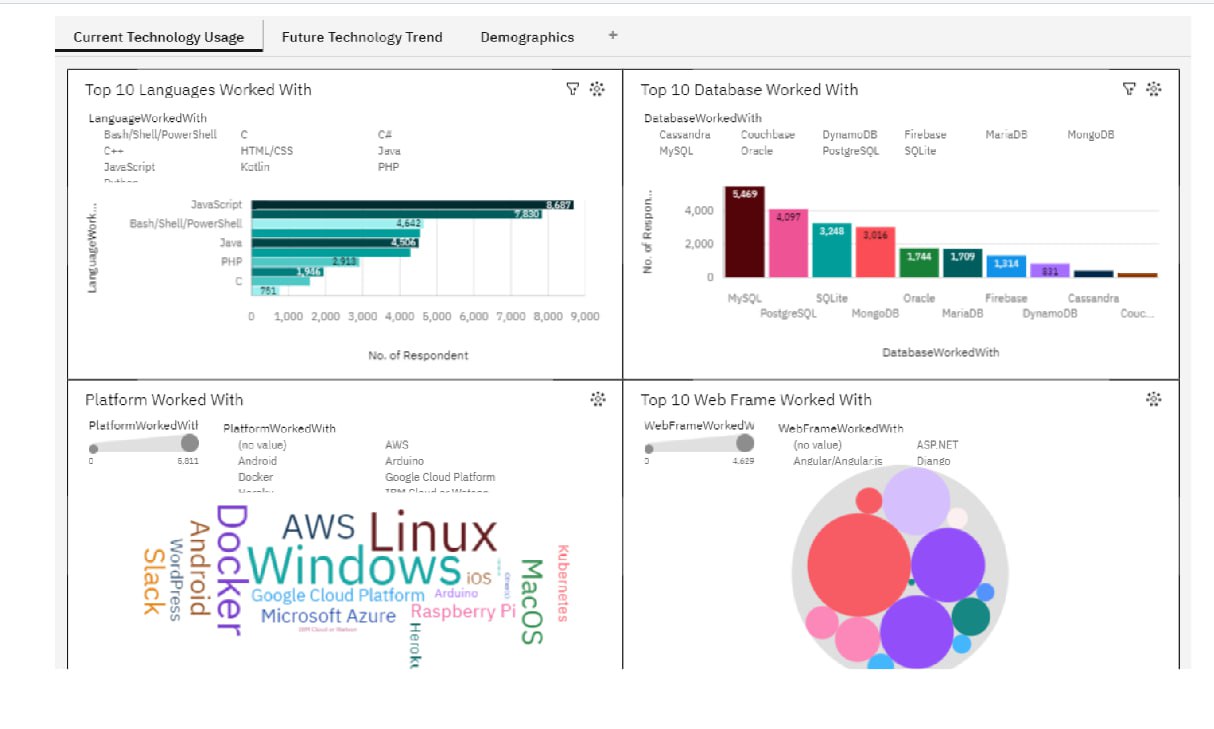 Current Technology Usage Future Technology Trend Demographics +
Top 10 Languages Worked With
LanguageWorkedWith
Bash/Shell/PowerShell C C#
C++ HTML/CSS Java
JavaScript Kotlin PHP
Python
LanguageWork...
JavaScript 8,687
7,830
Bash/Shell/PowerShell 4,642
Java 4,506
PHP 2,913
1,946
C
751
0 1,000 2,000 3,000 4,000 5,000 6,000 7,000 8,000 9,000
No. of Respondent
Top 10 Database Worked With
DatabaseWorkedWith
Cassandra Couchbase DynamoDB Firebase MariaDB MongoDB
MySQL Oracle PostgreSQL SQLite
No. of Respon...
4,000
2,000
0
5,469 4,097 3,248 3,016 1,744 1,709 1,314 831
MySQL SQLite Oracle Firebase Cassandra
PostgreSQL MongoDB MariaDB DynamoDB Couc...
DatabaseWorkedWith
Platform Worked With
PlatformWorkedWith PlatformWorkedWith
0
(no value) AWS
Android Arduino
Docker Google Cloud Platform
Heroku IBM Cloud or Watson
Slack
WordPress
Android
Docker
AWS
Linux
Windows
iOS
Google Cloud Platform
Arduino
Microsoft Azure
Raspberry Pi
IBM Cloud or Watson
Heroku
MacOS
Kubernetes
Top 10 Web Frame Worked With
WebFrameWorkedW WebFrameWorkedWith
0 4,629
(no value) ASP.NET
Angular/Angular.js Django